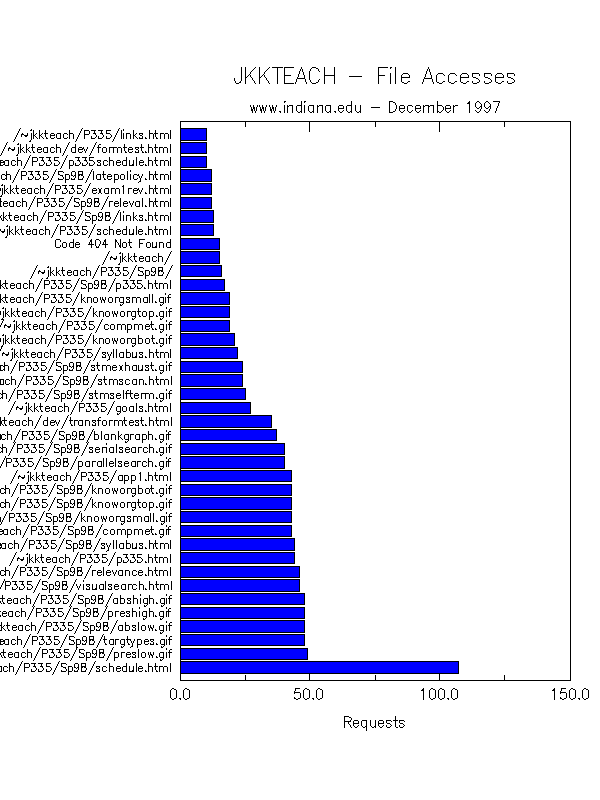 JKKTEACH – File Accesses
www.indiana.edu – December 1997
/~jkkteach/P335/links.html
/~jkkteach/dev/formtest.html
each/P335/p335schedule.html
ch/P335/Sp98/latepolicy.html
jkkteach/P335/exam1rev.html
teach/P335/Sp98/releval.html
kkteach/P335/Sp98/links.html
~jkkteach/P335/schedule.html
Code 404 Not Found
/~jkkteach/
/~jkkteach/P335/Sp98/
kteach/P335/Sp98/p335.html
kteach/P335/knoworgsmall.gif
~jkkteach/P335/knoworgtop.gif
/~jkkteach/P335/compmet.gif
jkkteach/P335/knoworgbot.gif
/~jkkteach/P335/syllabus.html
ch/P335/Sp98/stmexhaust.gif
ach/P335/Sp98/stmscan.html
ch/P335/Sp98/stmselfterm.gif
/~jkkteach/P335/goals.html
kteach/dev/transformtest.html
ch/P335/Sp98/blankgraph.gif
ch/P335/Sp98/serialsearch.gif
/P335/Sp98/parallelsearch.gif
/~jkkteach/P335/app1.html
ch/P335/Sp98/knoworgbot.gif
ch/P335/Sp98/knoworgtop.gif
/P335/Sp98/knoworgsmall.gif
each/P335/Sp98/compmet.gif
each/P335/Sp98/syllabus.html
/~jkkteach/P335/p335.html
ch/P335/Sp98/relevance.html
/P335/Sp98/visualsearch.html
kteach/P335/Sp98/abshigh.gif
teach/P335/Sp98/preshigh.gif
kkteach/P335/Sp98/abslow.gif
each/P335/Sp98/targtypes.gif
kteach/P335/Sp98/preslow.gif
ach/P335/Sp98/schedule.html
0.0 50.0 100.0 150.0
Requests